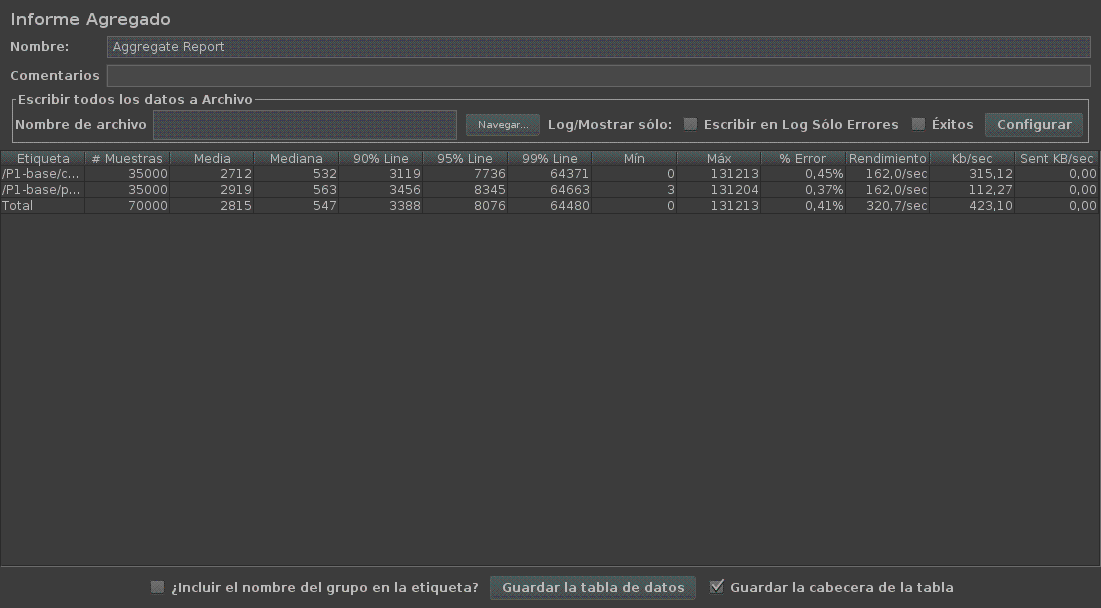 Informe Agregado
Nombre: Aggregate Report
Comentarios
Escribir todos los datos a Archivo
Nombre de archivo Navegar... Log/Mostrar sólo: Escribir en Log Sólo Errores Éxitos Configurar
Etiqueta # Muestras Media Mediana 90% Line 95% Line 99% Line Mín Máx % Error Rendimiento Kb/sec Sent KB/sec
/P1-base/c... 35000 2712 532 3119 7736 64371 0 131213 0,45% 162,0/sec 315,12 0,00
/P1-base/p... 35000 2919 563 3456 8345 64663 3 131204 0,37% 162,0/sec 112,27 0,00
Total 70000 2815 547 3388 8076 64480 0 131213 0,41% 320,7/sec 423,10 0,00
¿Incluir el nombre del grupo en la etiqueta? Guardar la tabla de datos Guardar la cabecera de la tabla